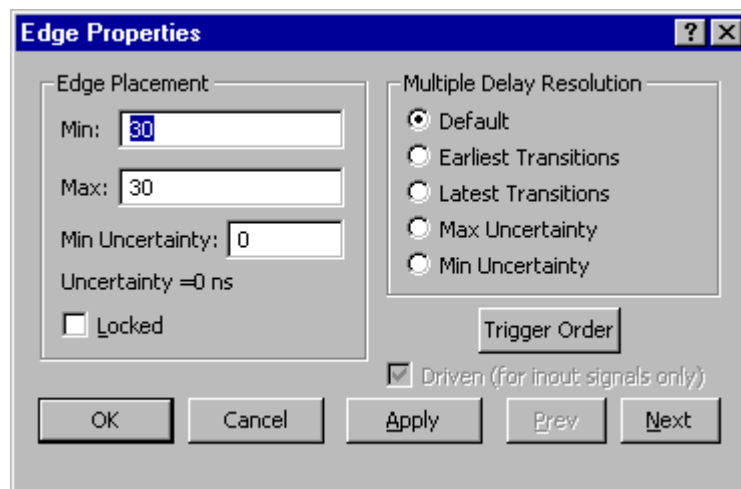 Edge Properties
Edge Placement
Min: 30
Max: 30
Min Uncertainty: 0
Uncertainty =0 ns
Locked
Multiple Delay Resolution
Default
Earliest Transitions
Latest Transitions
Max Uncertainty
Min Uncertainty
Trigger Order
Driven (for inout signals only)
OK Cancel Apply Prev Next